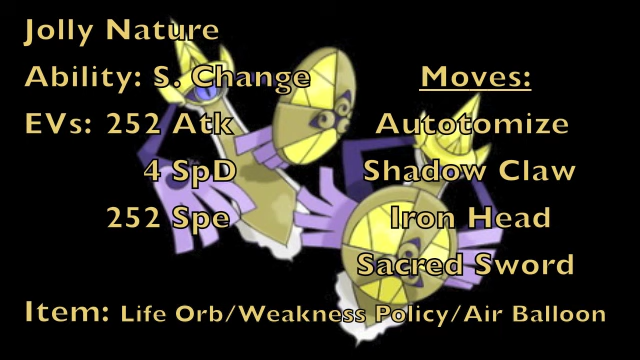 Jolly Nature
Ability: S. Change
EVs: 252 Atk
4 SpD
252 Spe
Moves:
Autotomize
Shadow Claw
Iron Head
Sacred Sword
Item: Life Orb/Weakness Policy/Air Balloon